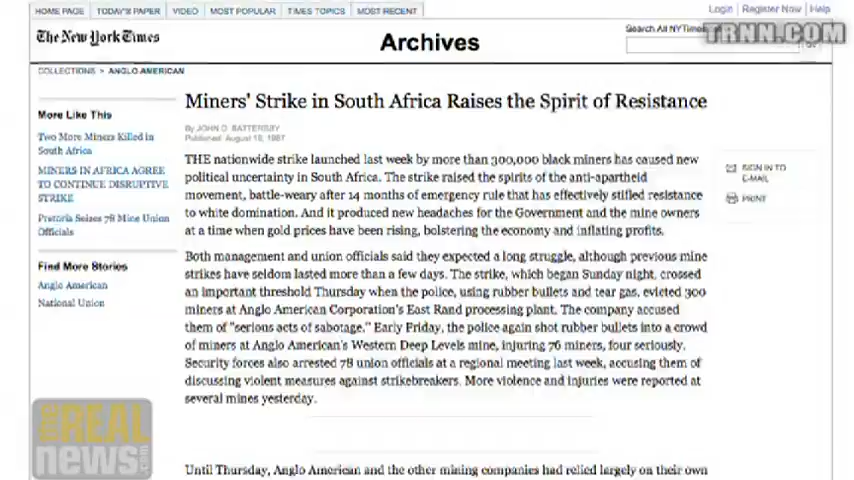 HOME PAGE TODAY'S PAPER VIDEO MOST POPULAR TIMES TOPICS MOST RECENT
Login Register Now Help
TRNN.COM
The New York Times
Archives
Search All NYTimes
COLLECTIONS > ANGLO AMERICAN
More Like This
Two More Miners Killed in
South Africa
MINERS IN AFRICA AGREE
TO CONTINUE DISRUPTIVE
STRIKE
Pretoria Seizes 78 Mine Union
Officials
Find More Stories
Anglo American
National Union
Miners' Strike in South Africa Raises the Spirit of Resistance
By JOHN D. BATTERSBY
Published: August 16, 1987
THE nationwide strike launched last week by more than 300,000 black miners has caused new
political uncertainty in South Africa. The strike raised the spirits of the anti-apartheid
movement, battle-weary after 14 months of emergency rule that has effectively stifled resistance
to white domination. And it produced new headaches for the Government and the mine owners
at a time when gold prices have been rising, bolstering the economy and inflating profits.
Both management and union officials said they expected a long struggle, although previous mine
strikes have seldom lasted more than a few days. The strike, which began Sunday night, crossed
an important threshold Thursday when the police, using rubber bullets and tear gas, evicted 300
miners at Anglo American Corporation's East Rand processing plant. The company accused
them of "serious acts of sabotage." Early Friday, the police again shot rubber bullets into a crowd
of miners at Anglo American's Western Deep Levels mine, injuring 76 miners, four seriously.
Security forces also arrested 78 union officials at a regional meeting last week, accusing them of
discussing violent measures against strikebreakers. More violence and injuries were reported at
several mines yesterday.
Until Thursday, Anglo American and the other mining companies had relied largely on their own
SIGN IN TO
E-MAIL
PRINT
THE REAL
news.com